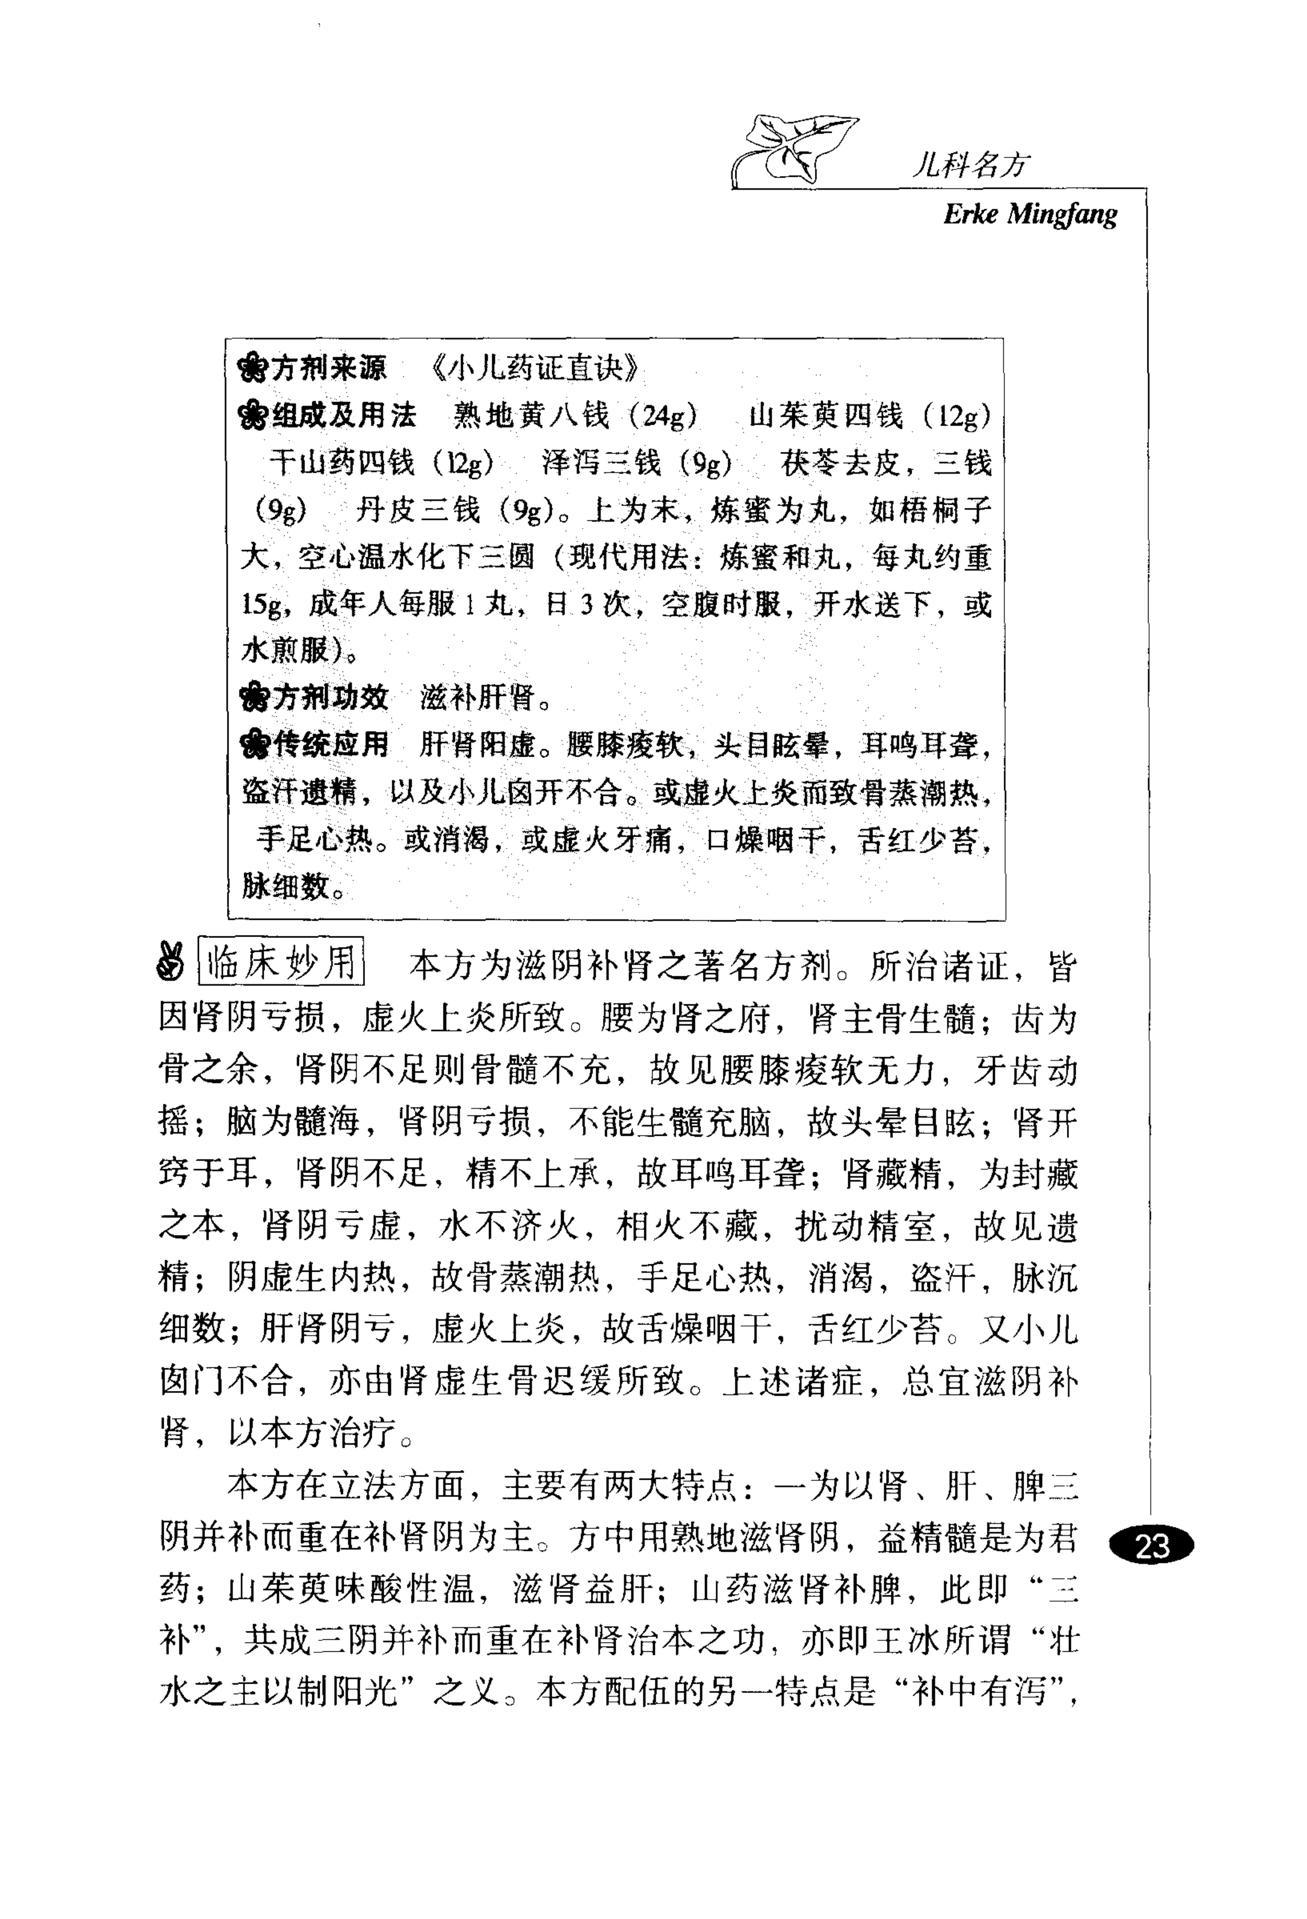 儿科名方
Erke Mingfang
方剂来源 《小儿药证直诀》
组成及用法 熟地黄八钱（24g） 山茱萸四钱（12g）
干山药四钱（12g） 泽泻三钱（9g） 茯苓去皮，三钱
（9g） 丹皮三钱（9g）。上为末，炼蜜为丸，如梧桐子
大，空心温水化下三圆（现代用法：炼蜜和丸，每丸约重
15g，成年人每服1丸，日3次，空腹时服，开水送下，或
水煎服）。
方剂功效 滋补肝肾。
传统应用 肝肾阳虚。腰膝痠软，头目眩晕，耳鸣耳聋，
盗汗遗精，以及小儿囟开不合。或虚火上炎而致骨蒸潮热，
手足心热。或消渴，或虚火牙痛，口燥咽干，舌红少苔，
脉细数。
临床妙用 本方为滋阴补肾之著名方剂。所治诸证，皆
因肾阴亏损，虚火上炎所致。腰为肾之府，肾主骨生髓；齿为
骨之余，肾阴不足则骨髓不充，故见腰膝痠软无力，牙齿动
摇；脑为髓海，肾阴亏损，不能生髓充脑，故头晕目眩；肾开
窍于耳，肾阴不足，精不上承，故耳鸣耳聋；肾藏精，为封藏
之本，肾阴亏虚，水不济火，相火不藏，扰动精室，故见遗
精；阴虚生内热，故骨蒸潮热，手足心热，消渴，盗汗，脉沉
细数；肝肾阴亏，虚火上炎，故舌燥咽干，舌红少苔。又小儿
囟门不合，亦由肾虚生骨迟缓所致。上述诸症，总宜滋阴补
肾，以本方治疗。
本方在立法方面，主要有两大特点：一为以肾、肝、脾三
阴并补而重在补肾阴为主。方中用熟地滋肾阴，益精髓是为君
药；山茱萸味酸性温，滋肾益肝；山药滋肾补脾，此即“三
补”，共成三阴并补而重在补肾治本之功，亦即王冰所谓“壮
水之主以制阳光”之义。本方配伍的另一特点是“补中有泻”，
23